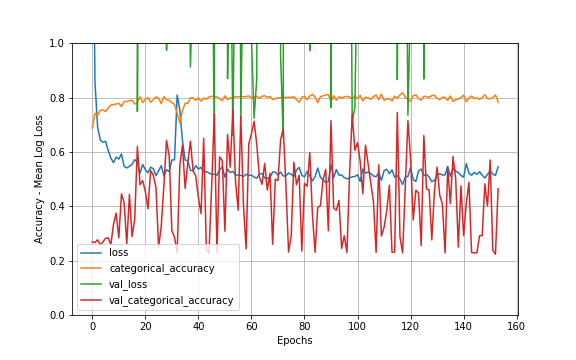 1.0
0.8
0.6
0.4
0.2
0.0
Accuracy - Mean Log Loss
loss
categorical_accuracy
val_loss
val_categorical_accuracy
0 20 40 60 80 100 120 140 160
Epochs